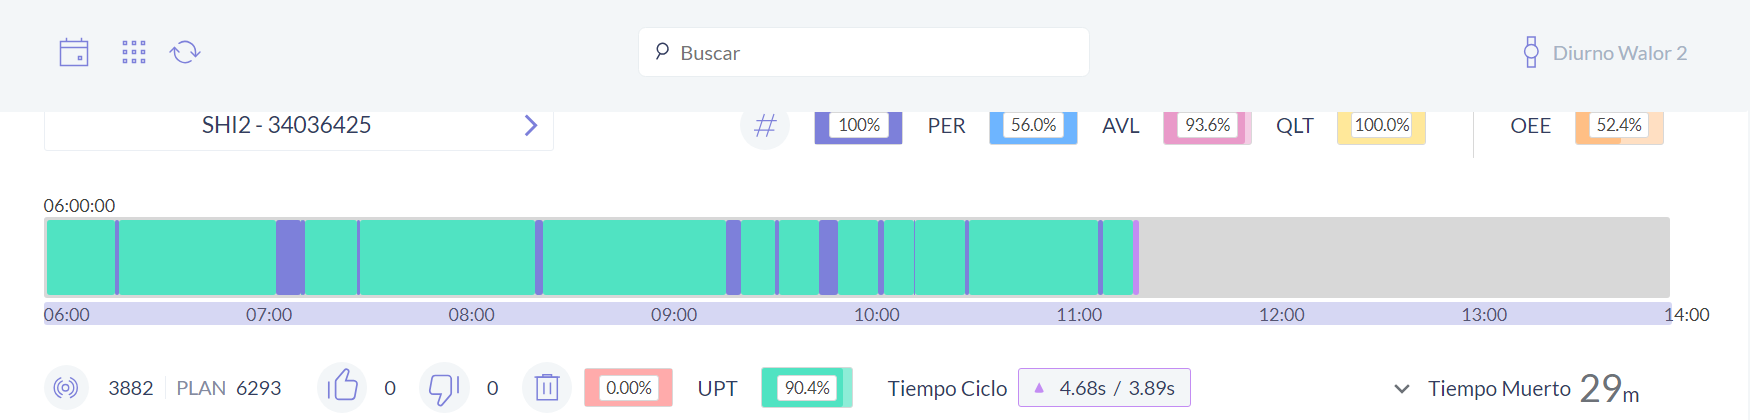 Buscar
Diurno Walor 2
SHI2 - 34036425
# 100% PER 56.0% AVL 93.6% QLT 100.0% OEE 52.4%
06:00:00
06:00 07:00 08:00 09:00 10:00 11:00 12:00 13:00 14:00
3882 PLAN 6293 0 0 0.00% UPT 90.4% Tiempo Ciclo ▲ 4.68s / 3.89s Tiempo Muerto 29m